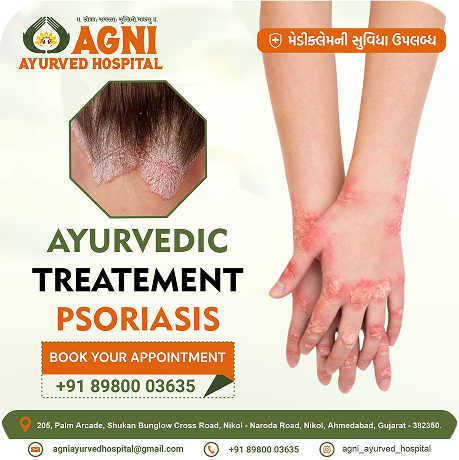 AGNI
AYURVED HOSPITAL
મેડીક્લેમની સુવિધા ઉપલબ્ધ
AYURVEDIC
TREATEMENT
PSORIASIS
BOOK YOUR APPOINTMENT
+91 89800 03635
205, Palm Arcade, Shukan Bunglow Cross Road, Nikol - Naroda Road, Nikol, Ahmedabad, Gujarat - 382350.
agniayurvedhospital@gmail.com
+91 89800 03635
agni_ayurved_hospital